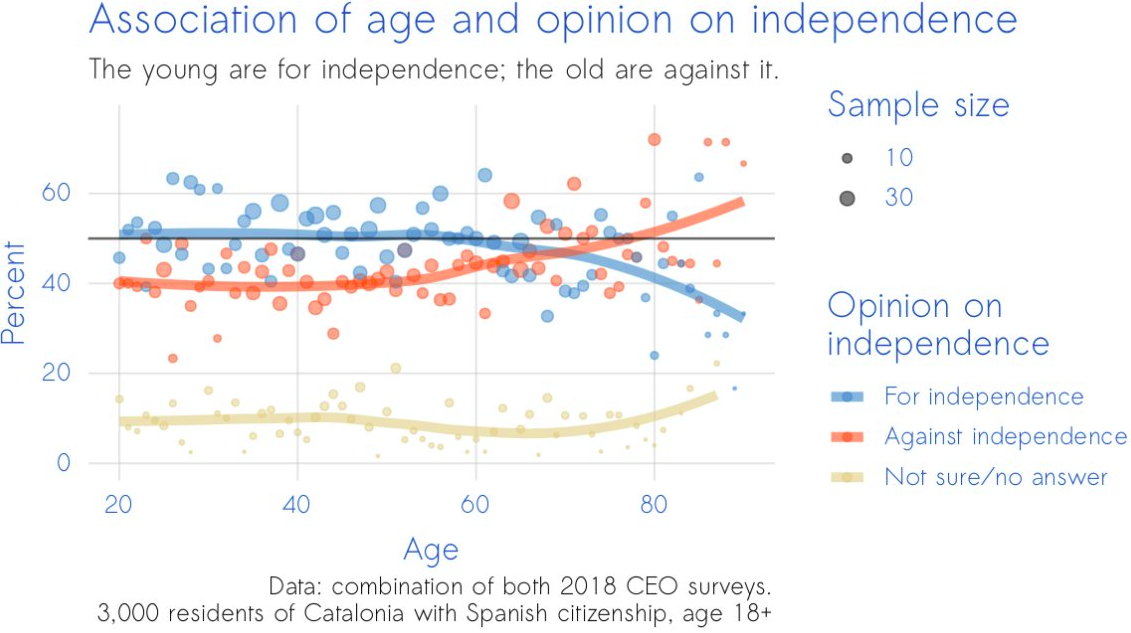 Association of age and opinion on independence
The young are for independence; the old are against it.
Sample size
10
30
Percent
60
40
20
0
20 40 60 80
Age
Opinion on
independence
For independence
Against independence
Not sure/no answer
Data: combination of both 2018 CEO surveys.
3,000 residents of Catalonia with Spanish citizenship, age 18+